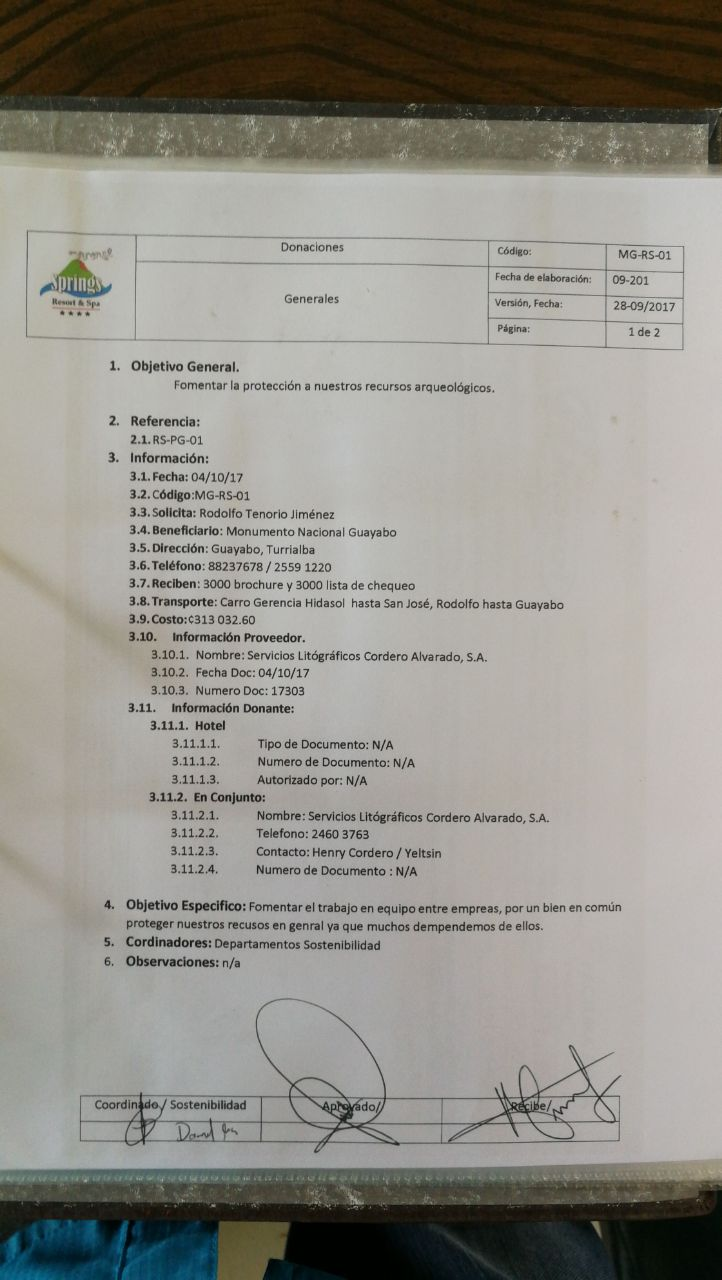 Arenal
Springs
Resort & Spa
Donaciones
Generales
Código: MG-RS-01
Fecha de elaboración: 09-201
Versión, Fecha: 28-09/2017
Página: 1 de 2
1. Objetivo General.
Fomentar la protección a nuestros recursos arqueológicos.
2. Referencia:
2.1. RS-PG-01
3. Información:
3.1. Fecha: 04/10/17
3.2. Código:MG-RS-01
3.3. Solicita: Rodolfo Tenorio Jiménez
3.4. Beneficiario: Monumento Nacional Guayabo
3.5. Dirección: Guayabo, Turrialba
3.6. Teléfono: 88237678 / 2559 1220
3.7. Reciben: 3000 brochure y 3000 lista de chequeo
3.8. Transporte: Carro Gerencia Hidasol hasta San José, Rodolfo hasta Guayabo
3.9. Costo:¢313 032.60
3.10. Información Proveedor.
3.10.1. Nombre: Servicios Litógráficos Cordero Alvarado, S.A.
3.10.2. Fecha Doc: 04/10/17
3.10.3. Numero Doc: 17303
3.11. Información Donante:
3.11.1. Hotel
3.11.1.1. Tipo de Documento: N/A
3.11.1.2. Numero de Documento: N/A
3.11.1.3. Autorizado por: N/A
3.11.2. En Conjunto:
3.11.2.1. Nombre: Servicios Litógráficos Cordero Alvarado, S.A.
3.11.2.2. Telefono: 2460 3763
3.11.2.3. Contacto: Henry Cordero / Yeltsin
3.11.2.4. Numero de Documento : N/A
4. Objetivo Especifico: Fomentar el trabajo en equipo entre empreas, por un bien en común
proteger nuestros recusos en genral ya que muchos dempendemos de ellos.
5. Cordinadores: Departamentos Sostenibilidad
6. Observaciones: n/a
Coordinado/ Sostenibilidad Aprovado/ Recibe/